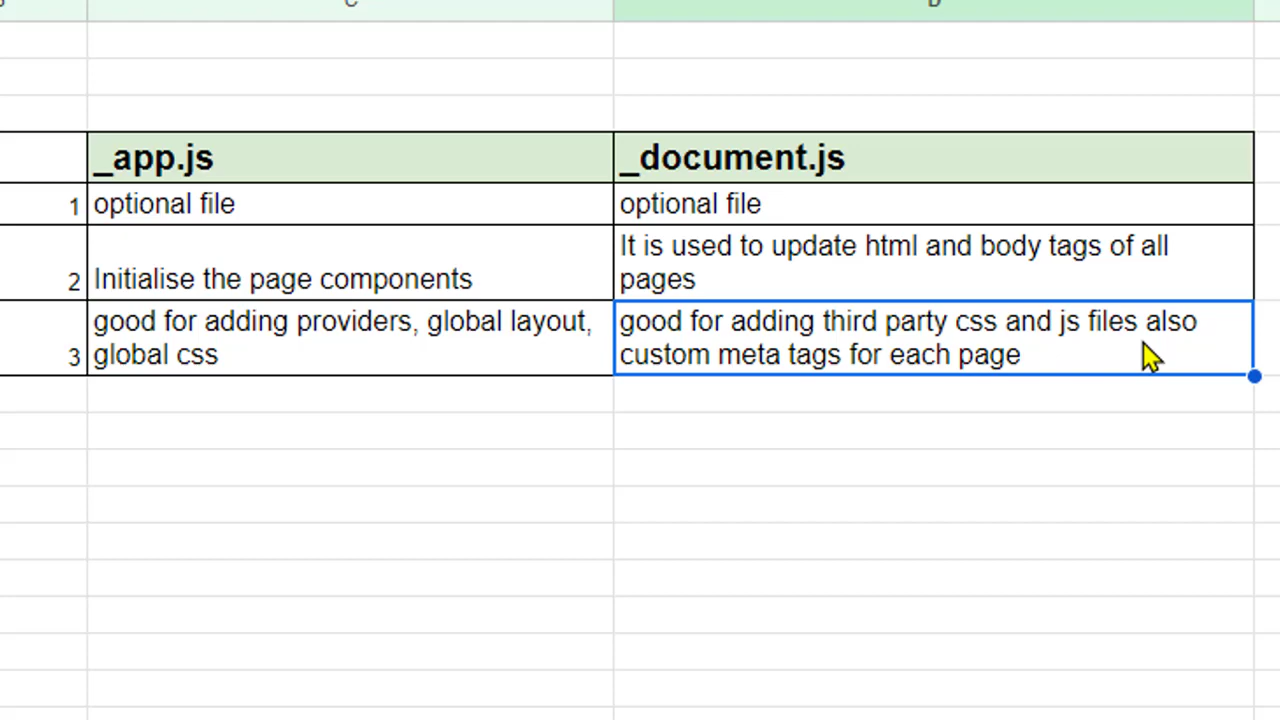 _app.js
_document.js
1
optional file
optional file
2
Initialise the page components
It is used to update html and body tags of all
pages
3
good for adding providers, global layout,
global css
good for adding third party css and js files also
custom meta tags for each page